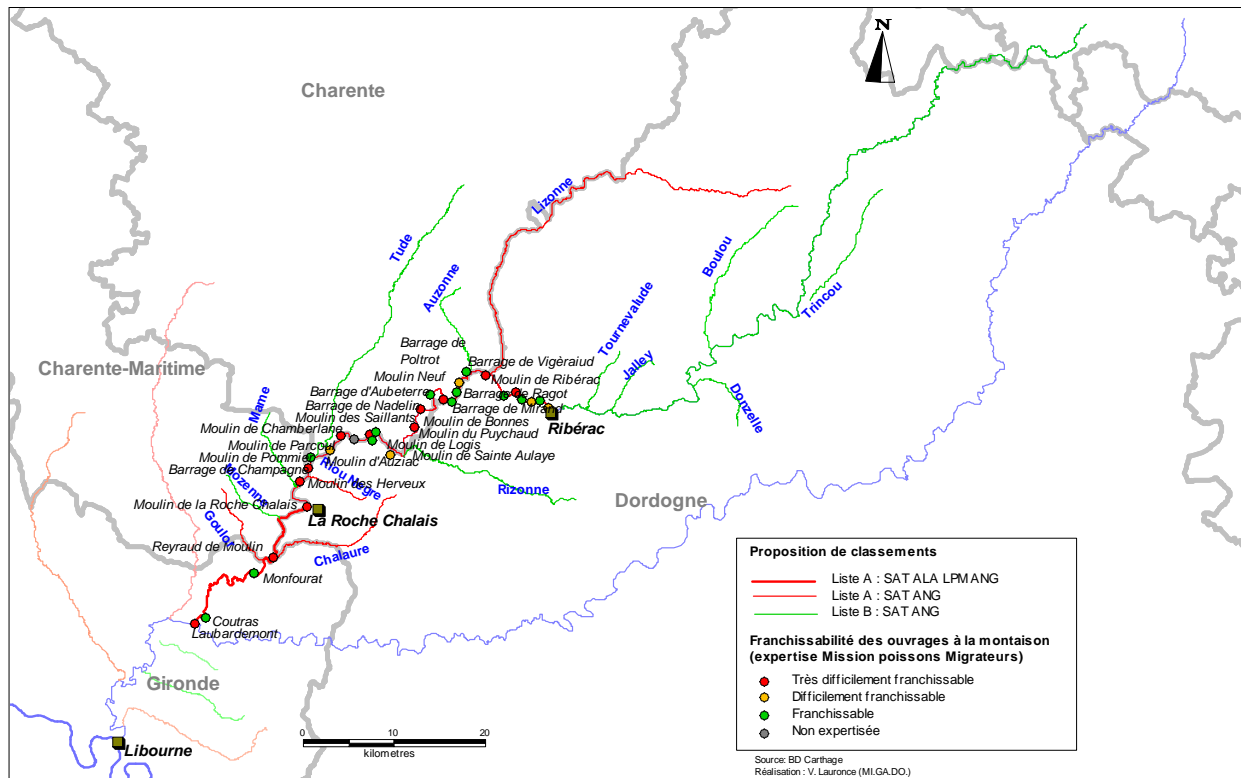 N
Charente
Lizonne
Tude
Boulou
Auzonne
Trincou
Tournevalude
Jalley
Barrage de
Poltrot
Barrage de Vigèraiud
Charente-Maritime
Moulin Neuf
Moulin de Ribérac
Barrage d'Aubeterre
Barrage de Ragot
Donzelle
Mame
Barrage de Nadelin
Barrage de Mirand
Moulin des Saillants
Moulin de Bonnes
Ribérac
Moulin de Chamberlane
Moulin du Puychaud
Moulin de Parcoul
Moulin de Logis
Moulin de Pommier
Moulin d'Auziac
Moulin de Sainte Aulaye
Barrage de Champagne
Riou Negre
Mozenne
Moulin des Herveux
Rizonne
Dordogne
Moulin de la Roche Chalais
La Roche Chalais
Goulor
Reyraud de Moulin
Chalaure
Monfourat
Coutras
Laubardemont
Gironde
Libourne
0 10 20
kilometres
Proposition de classements
Liste A : SAT ALA LPM ANG
Liste A : SAT ANG
Liste B : SAT ANG
Franchissabilité des ouvrages à la montaison
(expertise Mission poissons Migrateurs)
Très difficilement franchissable
Difficilement franchissable
Franchissable
Non expertisée
Source: BD Carthage
Réalisation : V. Lauronce (MI.GA.DO.)